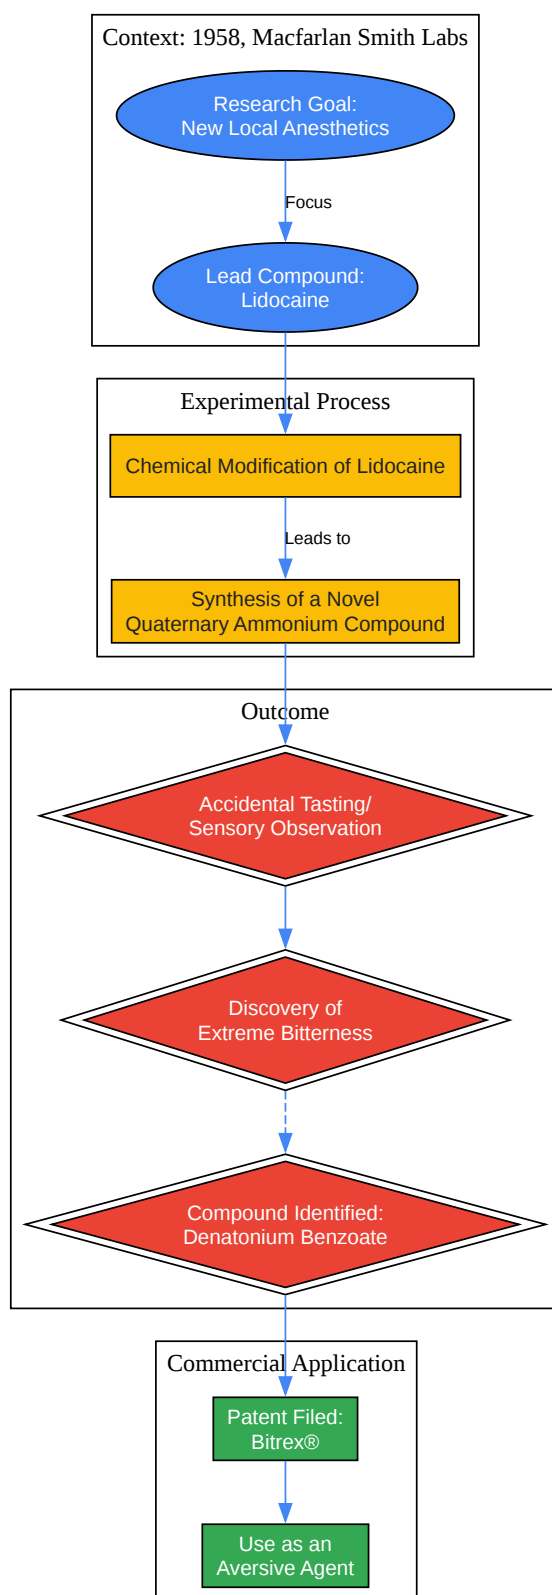 Context: 1958, Macfarlan Smith Labs
Research Goal:
New Local Anesthetics
Focus
Lead Compound:
Lidocaine
Experimental Process
Chemical Modification of Lidocaine
Leads to
Synthesis of a Novel
Quaternary Ammonium Compound
Outcome
Accidental Tasting/
Sensory Observation
Discovery of
Extreme Bitterness
Compound Identified:
Denatonium Benzoate
Commercial Application
Patent Filed:
Bitrex®
Use as an
Aversive Agent